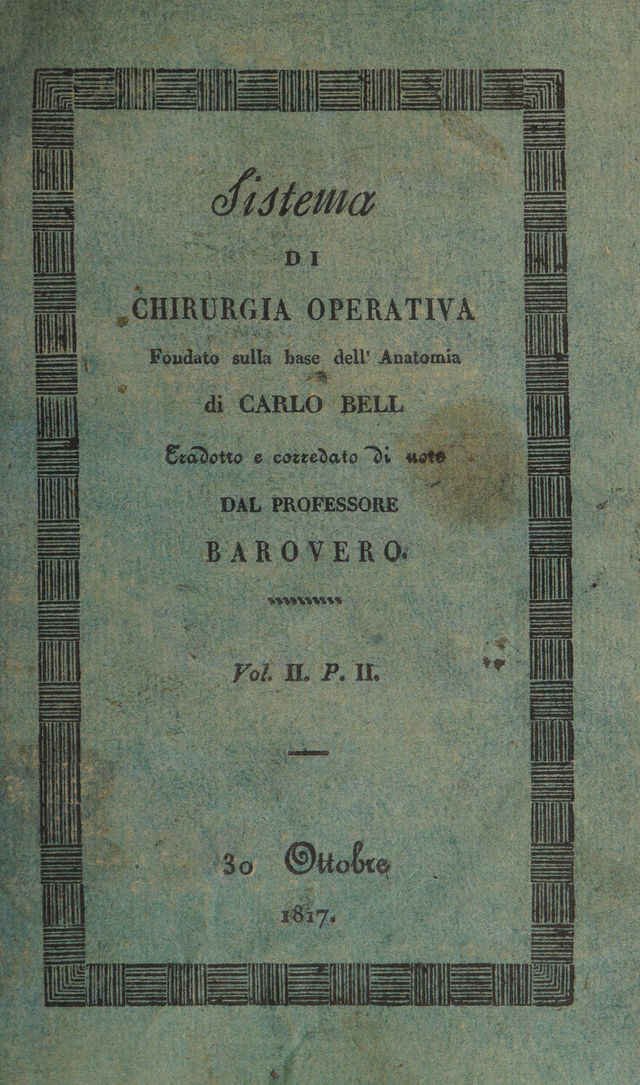 Sistema
DI
CHIRURGIA OPERATIVA
Fondato sulla base dell' Anatomia
di CARLO BELL
Tradotto e corredato di note
DAL PROFESSORE
BAROVERO.
Vol. II. P. II.
30 Ottobre
1817.